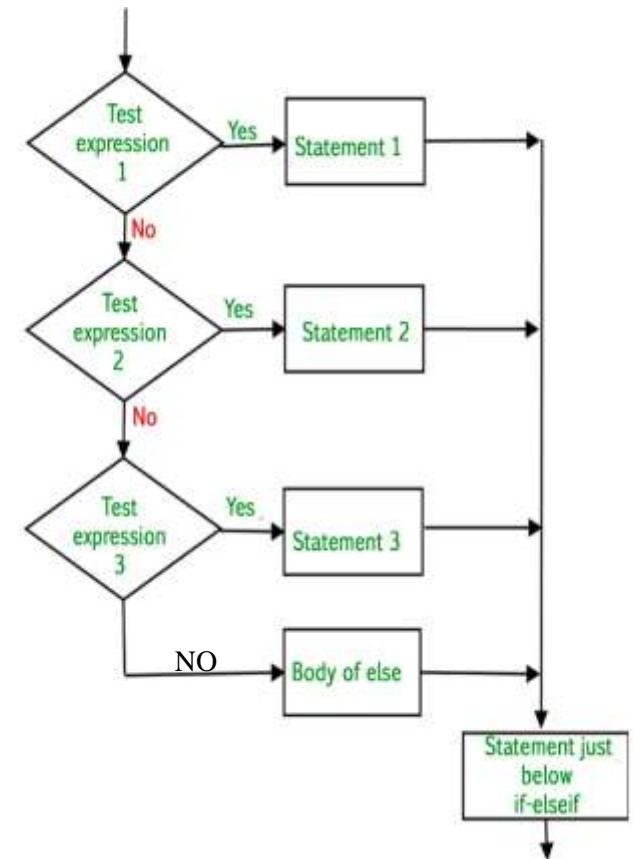 Test
expression
1
Yes
Statement 1
No
Test
expression
2
Yes
Statement 2
No
Test
expression
3
Yes
Statement 3
NO
Body of else
Statement just
below
if-elseif